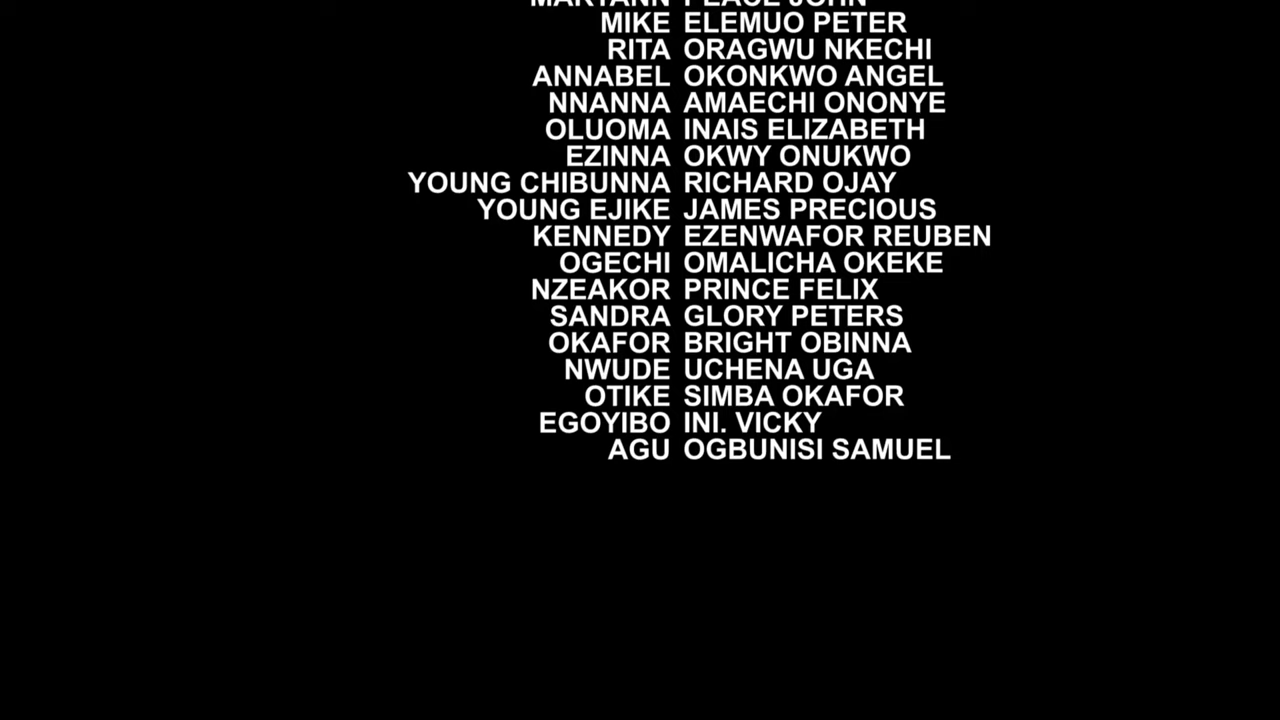 MARYANN PEACE JOHN
MIKE ELEMUO PETER
RITA ORAGWU NKECHI
ANNABEL OKONKWO ANGEL
NNANNA AMAECHI ONONYE
OLUOMA INAIS ELIZABETH
EZINNA OKWY ONUKWO
YOUNG CHIBUNNA RICHARD OJAY
YOUNG EJIKE JAMES PRECIOUS
KENNEDY EZENWAFOR REUBEN
OGECHI OMALICHA OKEKE
NZEAKOR PRINCE FELIX
SANDRA GLORY PETERS
OKAFOR BRIGHT OBINNA
NWUDE UCHENA UGA
OTIKE SIMBA OKAFOR
EGOYIBO INI. VICKY
AGU OGBUNISI SAMUEL